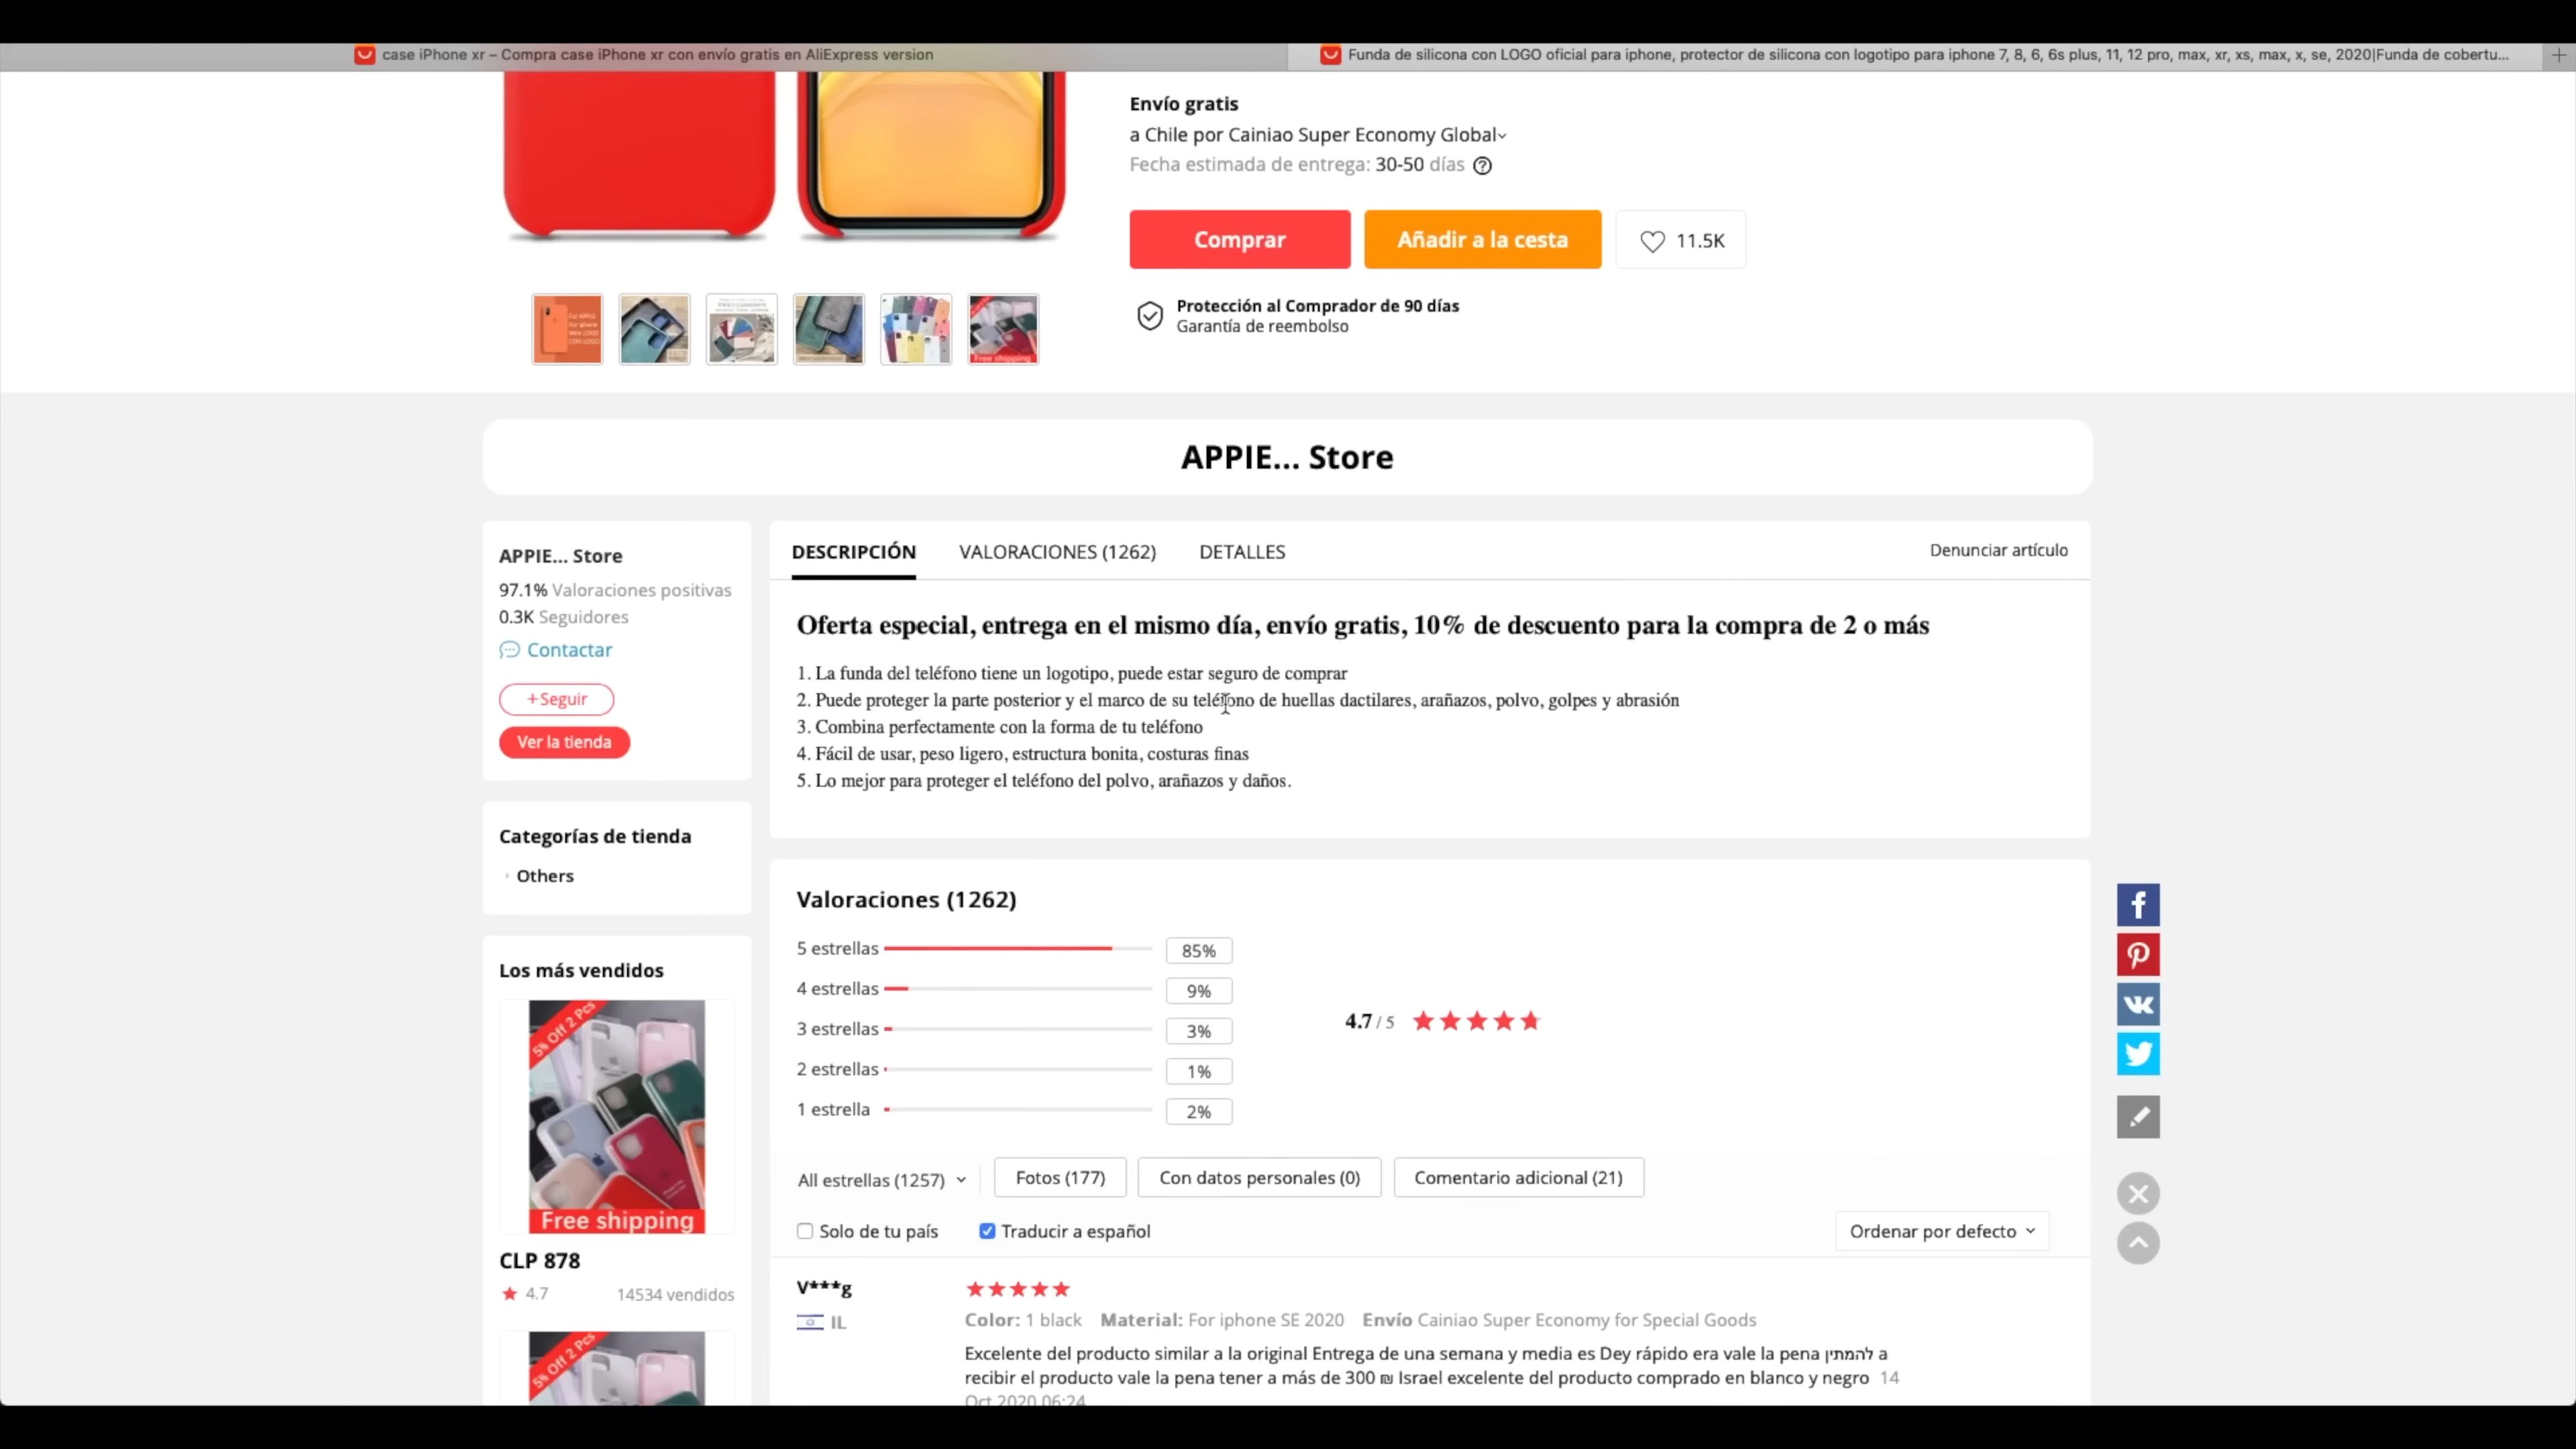 case iPhone xr – Compra case iPhone xr con envío gratis en AliExpress version
Funda de silicona con LOGO oficial para iphone, protector de silicona con logotipo para iphone 7, 8, 6, 6s plus, 11, 12 pro, max, xr, xs, max, x, se, 2020|Funda de cobertu...
Envío gratis
a Chile por Cainiao Super Economy Global
Fecha estimada de entrega: 30-50 días
Comprar
Añadir a la cesta
11.5K
Protección al Comprador de 90 días
Garantía de reembolso
Free shipping
APPIE... Store
APPIE... Store
97.1% Valoraciones positivas
0.3K Seguidores
Contactar
+Seguir
Ver la tienda
Categorías de tienda
Others
Los más vendidos
5% Off 2 Pcs
Free shipping
CLP 878
4.7
14534 vendidos
5% Off 2 Pcs
DESCRIPCIÓN
VALORACIONES (1262)
DETALLES
Denunciar artículo
Oferta especial, entrega en el mismo día, envío gratis, 10% de descuento para la compra de 2 o más
1. La funda del teléfono tiene un logotipo, puede estar seguro de comprar
2. Puede proteger la parte posterior y el marco de su teléfono de huellas dactilares, arañazos, polvo, golpes y abrasión
3. Combina perfectamente con la forma de tu teléfono
4. Fácil de usar, peso ligero, estructura bonita, costuras finas
5. Lo mejor para proteger el teléfono del polvo, arañazos y daños.
Valoraciones (1262)
5 estrellas 85%
4 estrellas 9%
3 estrellas 3%
2 estrellas 1%
1 estrella 2%
4.7 / 5
All estrellas (1257)
Fotos (177)
Con datos personales (0)
Comentario adicional (21)
Solo de tu país
Traducir a español
Ordenar por defecto
V***g
IL
Color: 1 black Material: For iphone SE 2020 Envío Cainiao Super Economy for Special Goods
Excelente del producto similar a la original Entrega de una semana y media es Dey rápido era vale la pena להמתין a
recibir el producto vale la pena tener a más de 300 ₪ Israel excelente del producto comprado en blanco y negro 14
Oct 2020 06:24